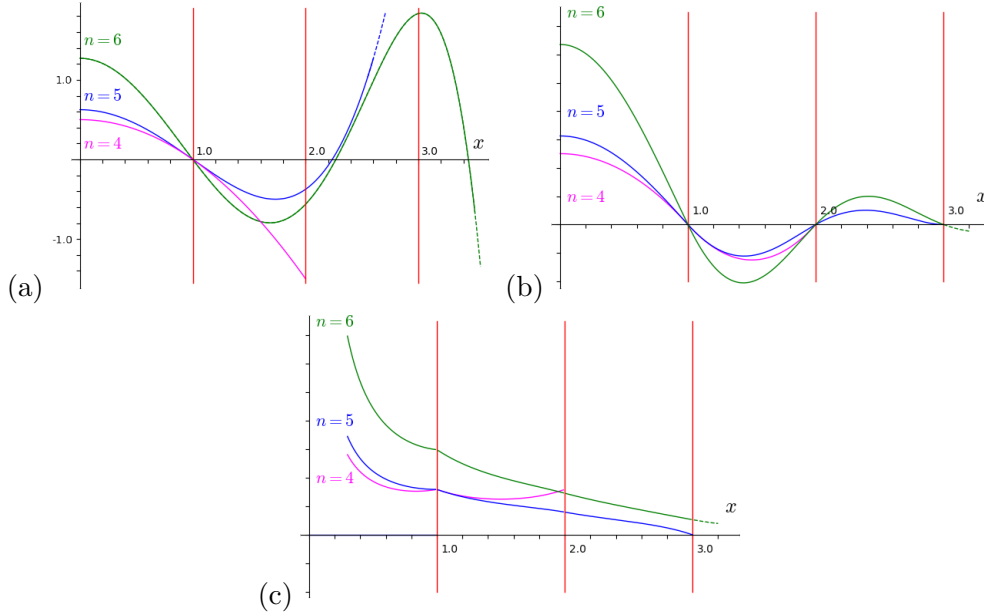 n = 6
1.0
n = 5
n = 4
1.0
2.0
3.0
x
-1.0
(a)
n = 6
n = 5
n = 4
1.0
2.0
3.0
x
(b)
n = 6
n = 5
n = 4
x
1.0
2.0
3.0
(c)